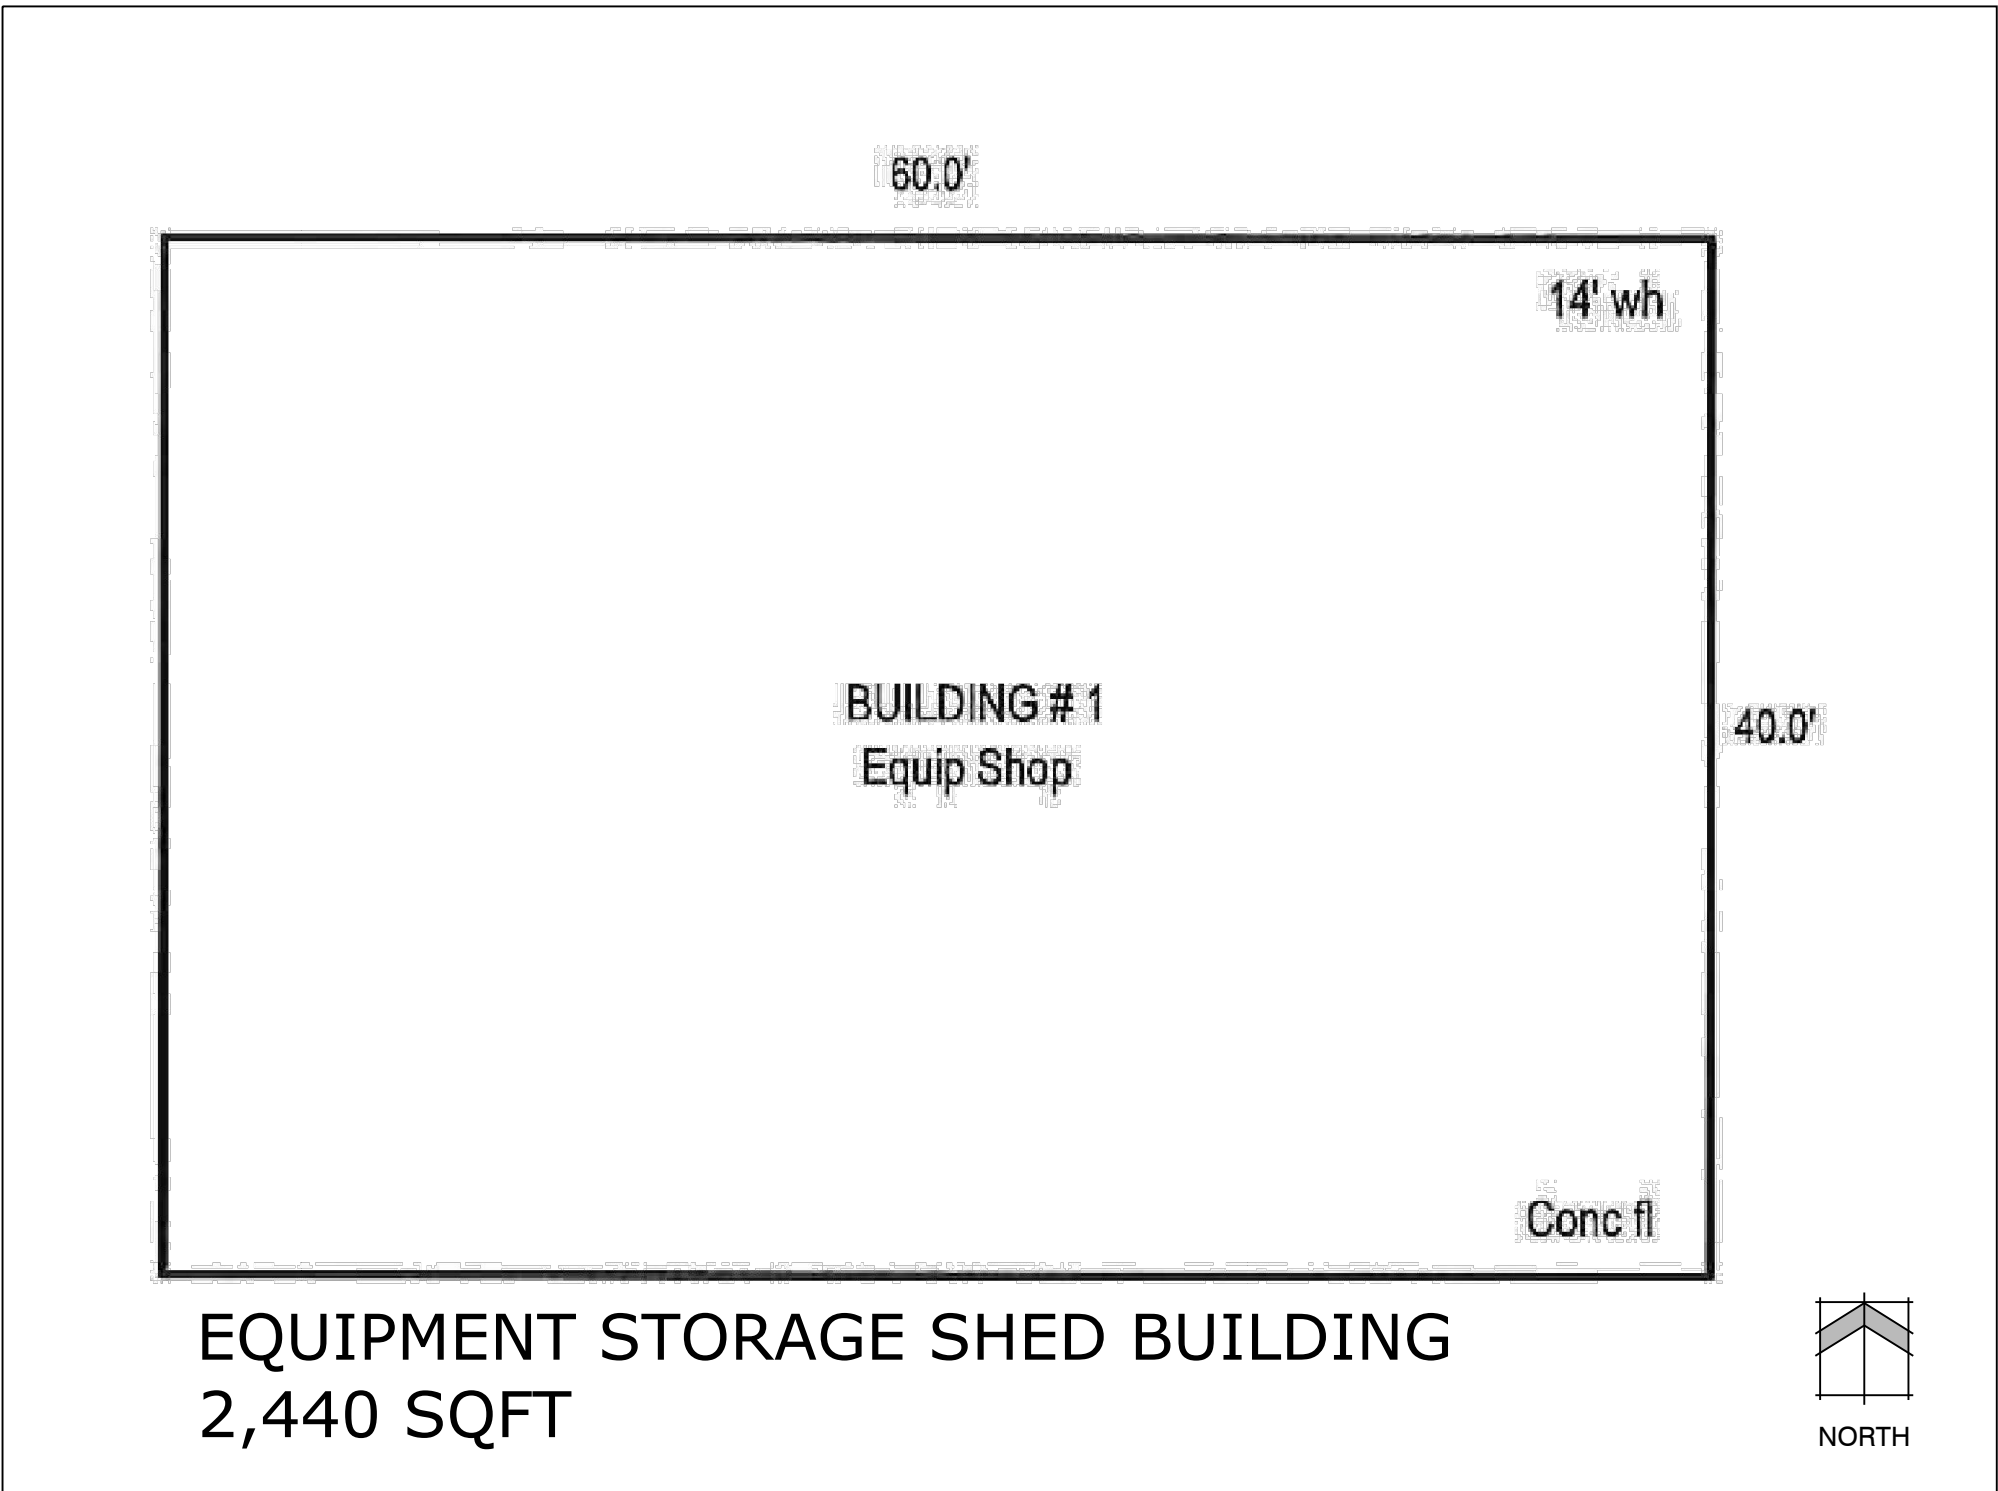 60.0'
14' wh
BUILDING # 1
Equip Shop
40.0'
Conc fl
EQUIPMENT STORAGE SHED BUILDING
2,440 SQFT
NORTH